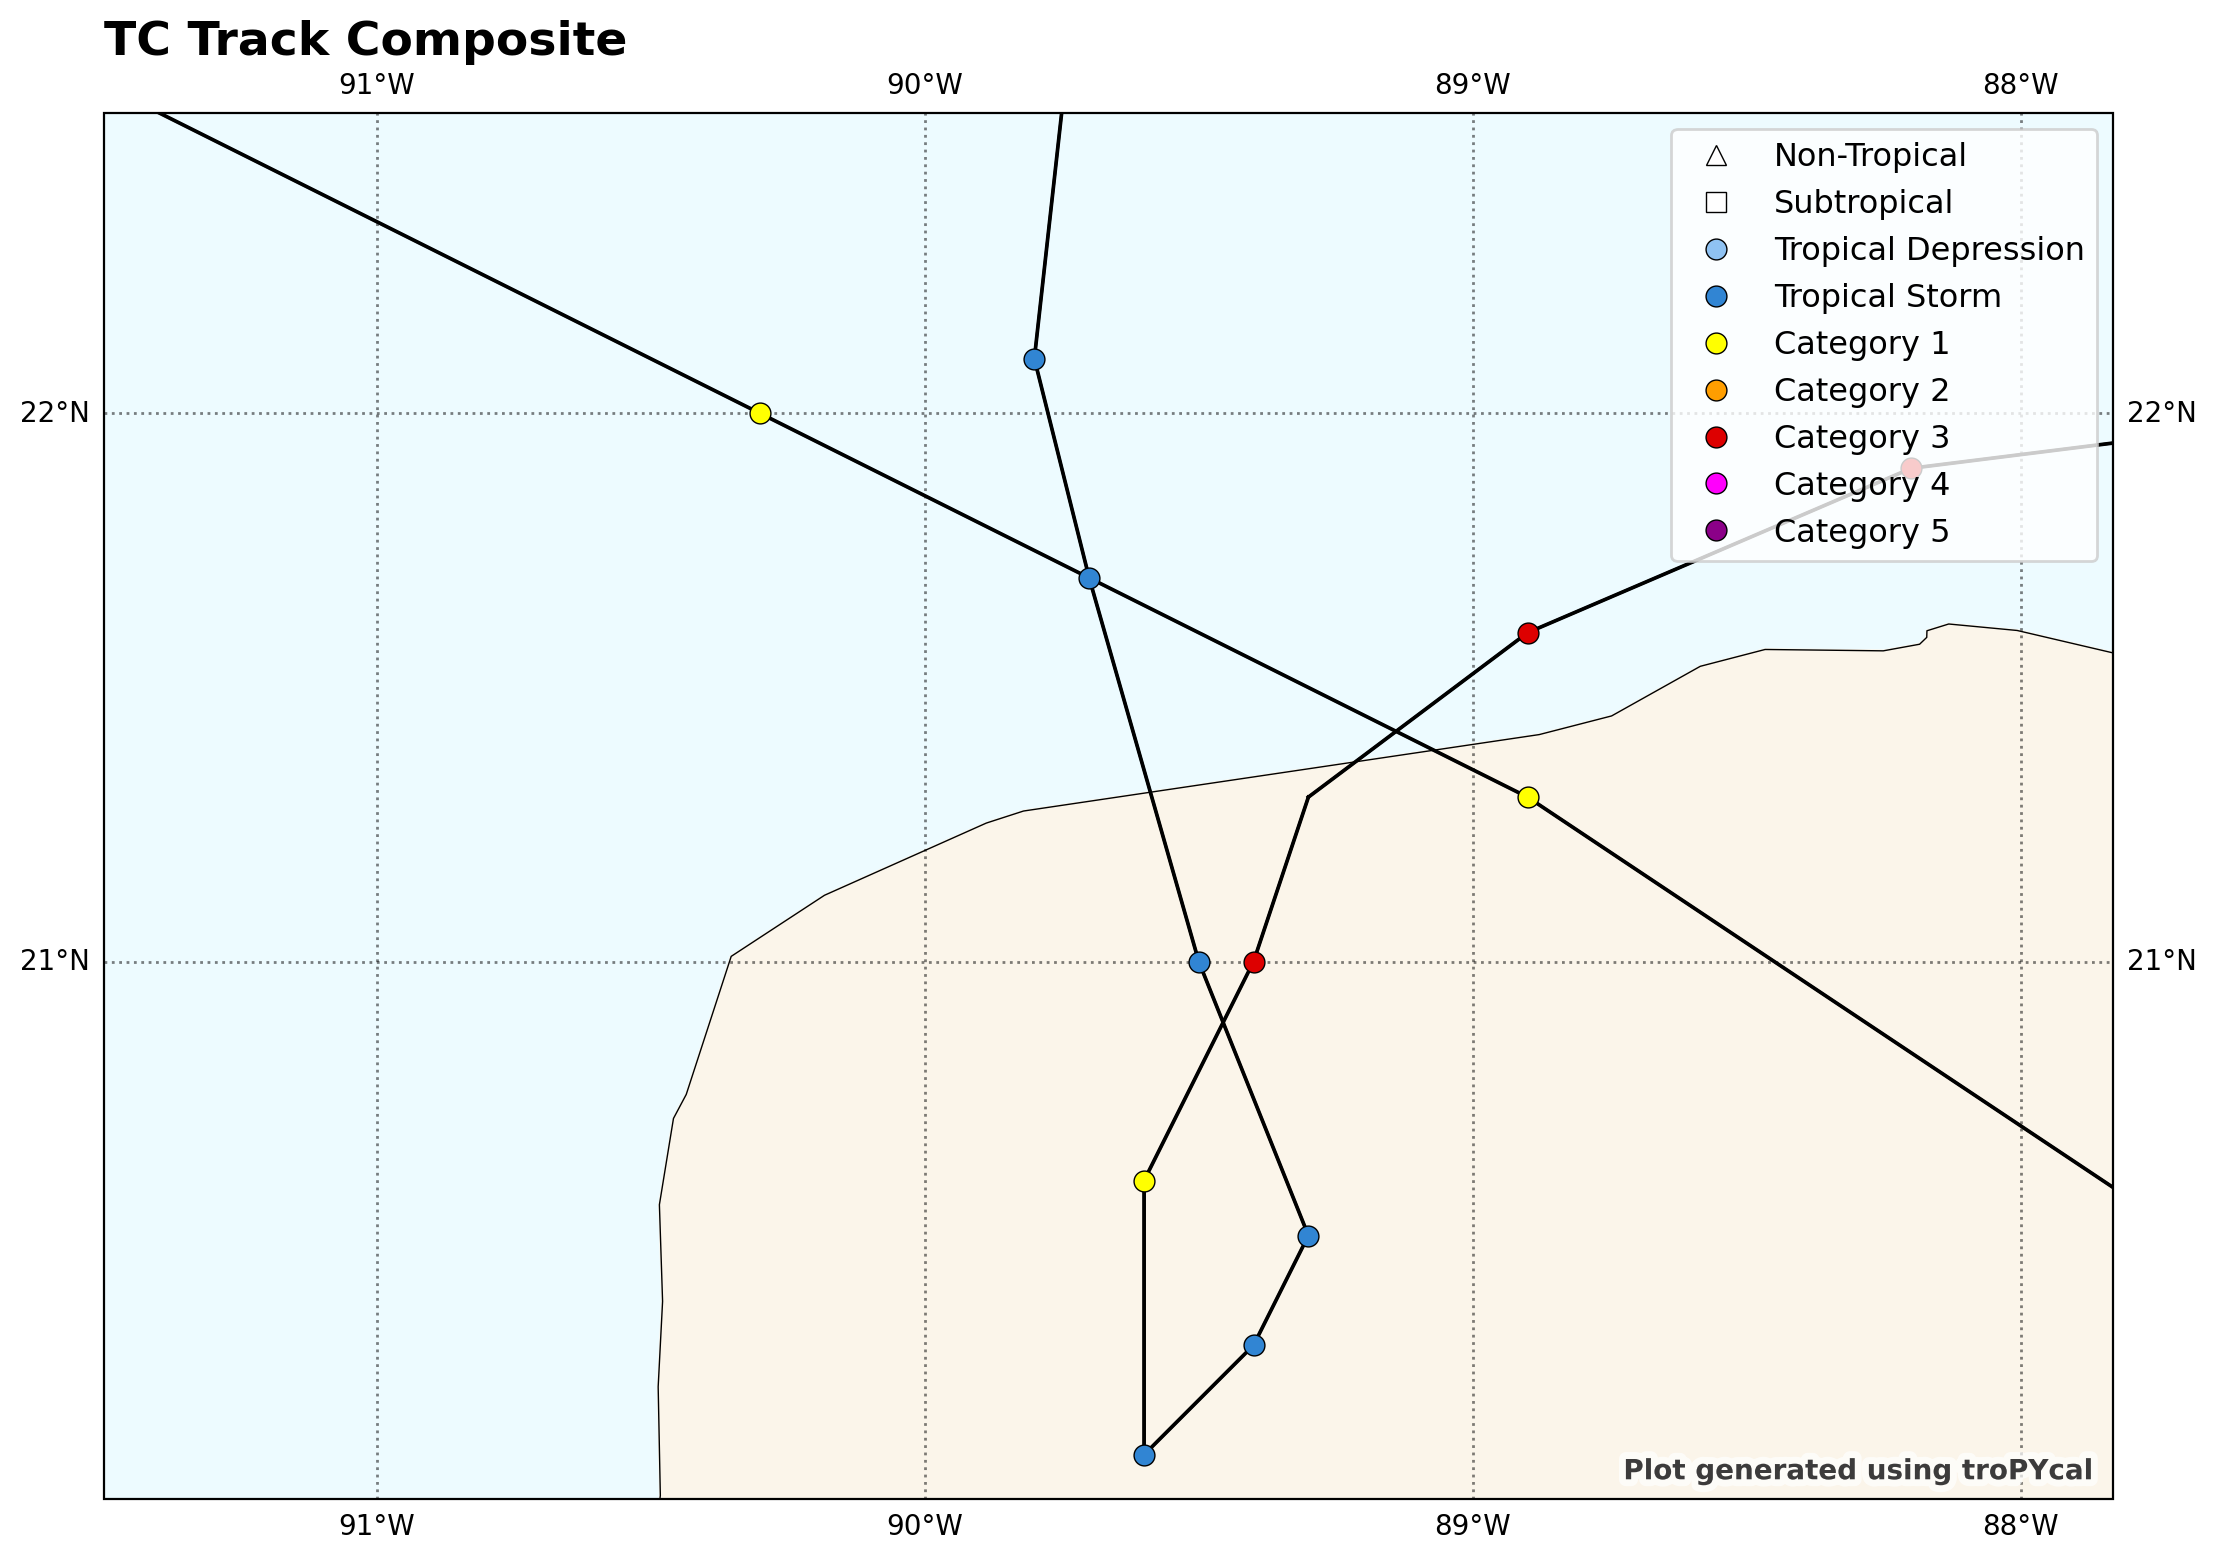 TC Track Composite
91°W 90°W 89°W 88°W
Non-Tropical
Subtropical
Tropical Depression
Tropical Storm
Category 1
Category 2
Category 3
Category 4
Category 5
22°N 22°N
21°N 21°N
Plot generated using troPYcal
91°W 90°W 89°W 88°W